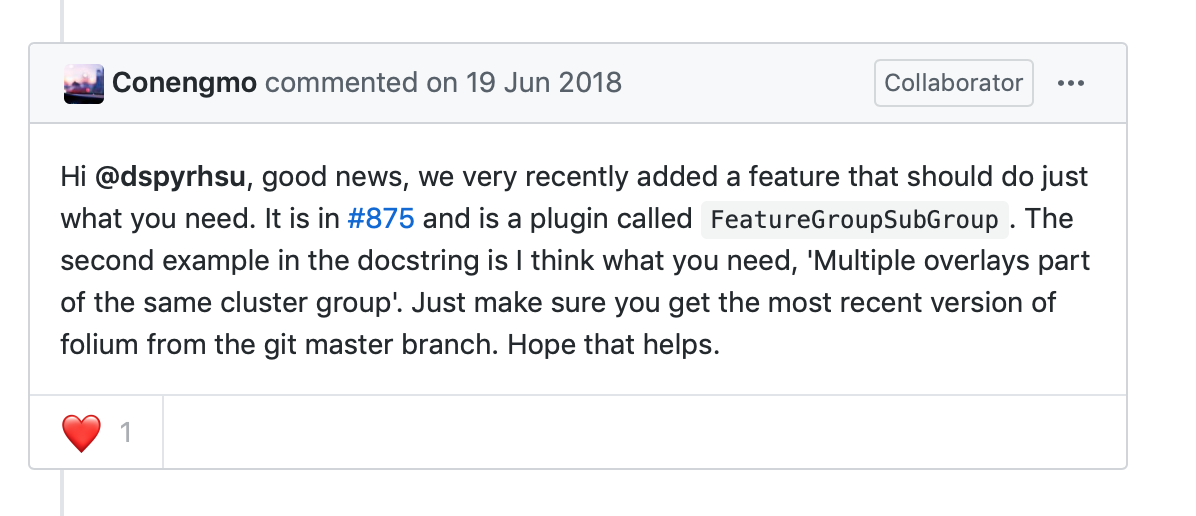 Conengmo commented on 19 Jun 2018 Collaborator
Hi @dspyrhsu, good news, we very recently added a feature that should do just
what you need. It is in #875 and is a plugin called FeatureGroupSubGroup. The
second example in the docstring is I think what you need, 'Multiple overlays part
of the same cluster group'. Just make sure you get the most recent version of
folium from the git master branch. Hope that helps.
❤️ 1